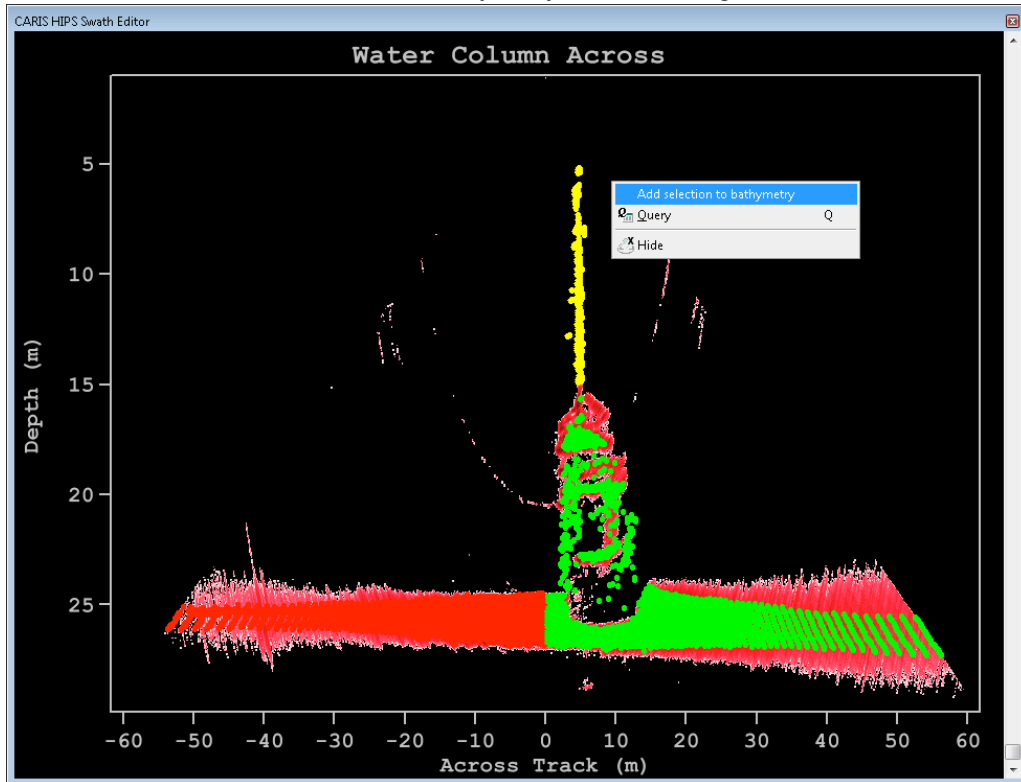 CARIS HIPS Swath Editor
Water Column Across
5
Add selection to bathymetry
Query Q
Hide
10
Depth (m)
15
20
25
-60 -50 -40 -30 -20 -10 0 10 20 30 40 50 60
Across Track (m)